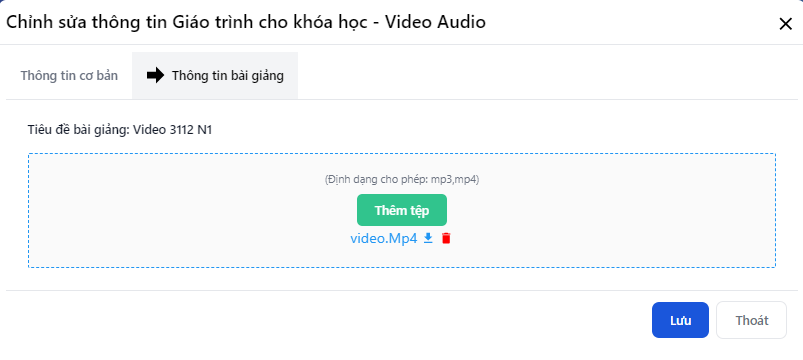 Chỉnh sửa thông tin Giáo trình cho khóa học - Video Audio
Thông tin cơ bản
Thông tin bài giảng
Tiêu đề bài giảng: Video 3112 N1
(Định dạng cho phép: mp3,mp4)
Thêm tệp
video.Mp4
Lưu
Thoát